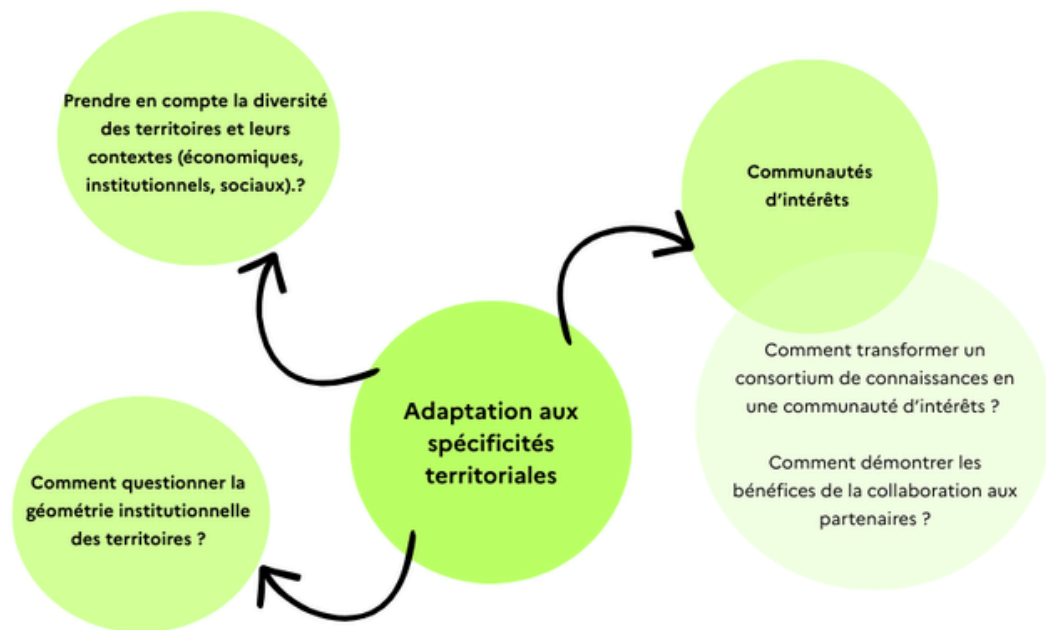 Prendre en compte la diversité
des territoires et leurs
contextes (économiques,
institutionnels, sociaux).?
Communautés
d'intérêts
Comment transformer un
consortium de connaissances en
une communauté d'intérêts ?
Comment démontrer les
bénéfices de la collaboration aux
partenaires ?
Adaptation aux
spécificités
territoriales
Comment questionner la
géométrie institutionnelle
des territoires ?